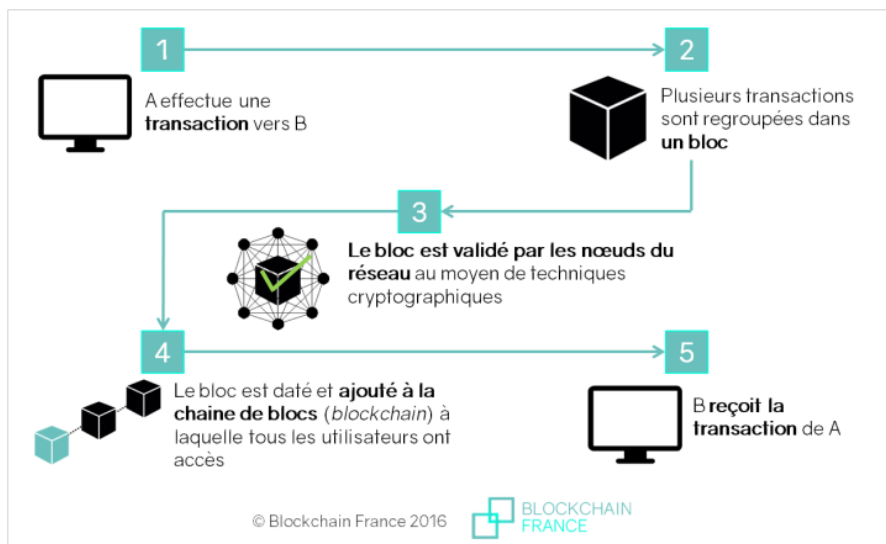 1
A effectue une
transaction vers B
2
Plusieurs transactions
sont regroupées dans
un bloc
3
Le bloc est validé par les nœuds du
réseau au moyen de techniques
cryptographiques
4
Le bloc est daté et ajouté à la
chaine de blocs (blockchain) à
laquelle tous les utilisateurs ont
accès
5
B reçoit la
transaction de A
© Blockchain France 2016
BLOCKCHAIN
FRANCE